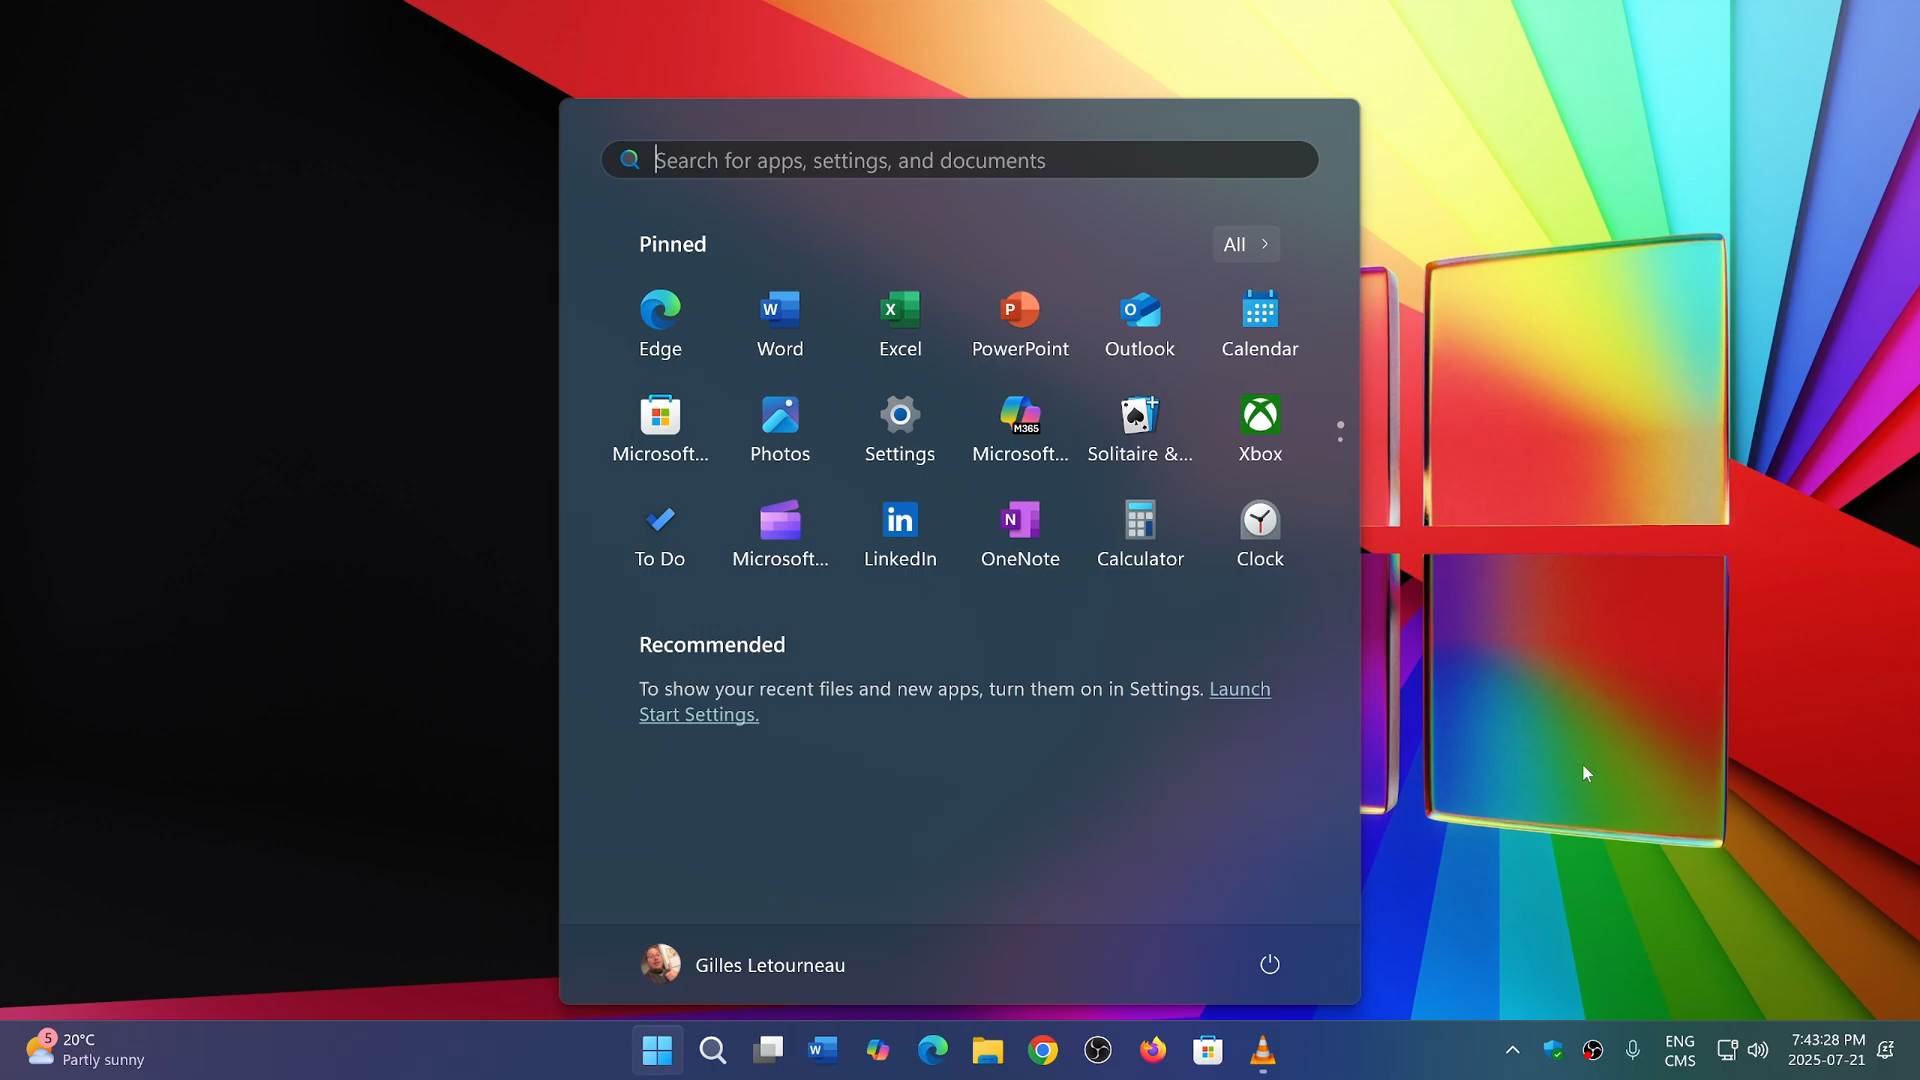 Search for apps, settings, and documents
Pinned
All
Edge
Word
Excel
PowerPoint
Outlook
Calendar
M365
Microsoft...
Photos
Settings
Microsoft...
Solitaire &...
Xbox
To Do
Microsoft...
LinkedIn
OneNote
Calculator
Clock
Recommended
To show your recent files and new apps, turn them on in Settings. Launch
Start Settings.
Gilles Letourneau
5
20°C
Partly sunny
ENG
CMS
7:43:28 PM
2025-07-21